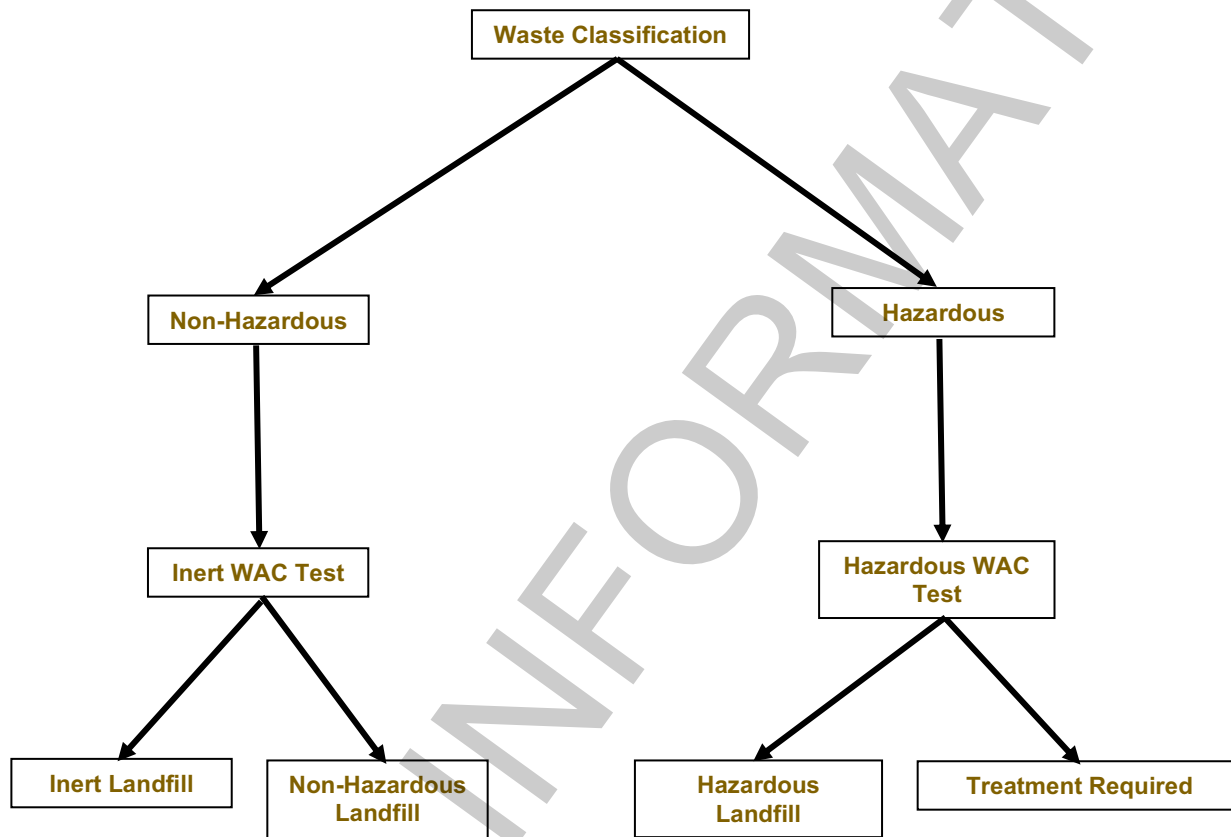 Waste Classification
Non-Hazardous
Hazardous
Inert WAC Test
Hazardous WAC
Test
Inert Landfill
Non-Hazardous
Landfill
Hazardous
Landfill
Treatment Required
INFORMAT